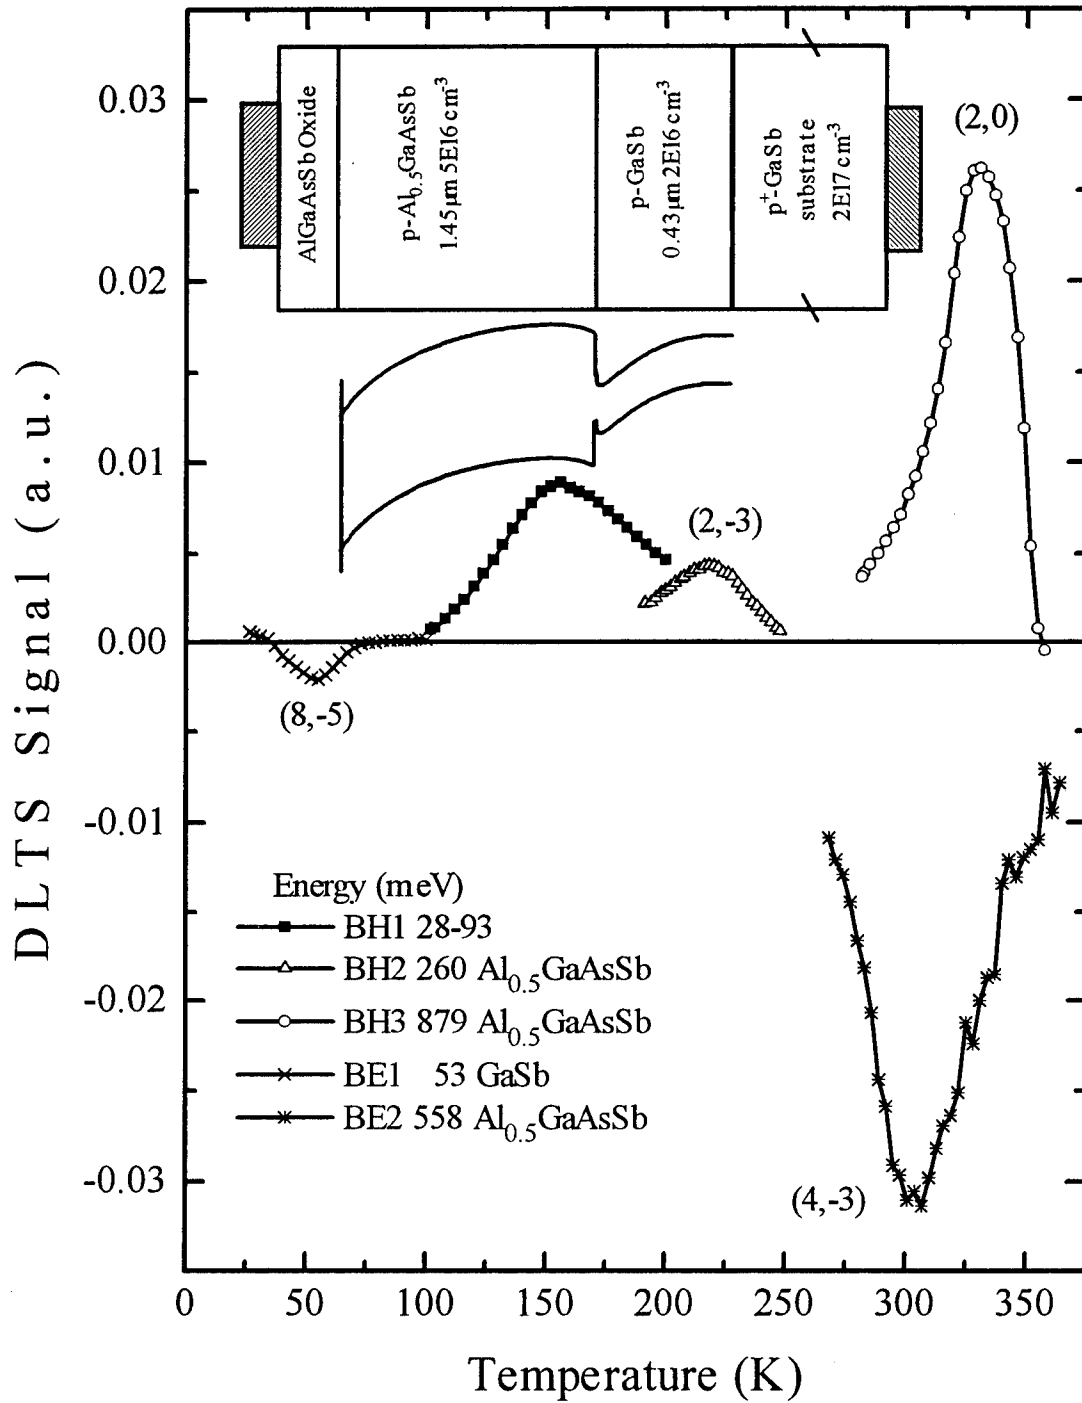 DLTS Signal (a.u.)
0.03
0.02
0.01
0.00
-0.01
-0.02
-0.03
AlGaAsSb Oxide
p-Al0.5GaAsSb
1.45μm 5E16 cm-3
p-GaSb
0.43μm 2E16 cm-3
p+-GaSb
substrate
2E17 cm-3
(2,0)
(2,-3)
(8,-5)
(4,-3)
Energy (meV)
BH1 28-93
BH2 260 Al0.5GaAsSb
BH3 879 Al0.5GaAsSb
BE1 53 GaSb
BE2 558 Al0.5GaAsSb
0 50 100 150 200 250 300 350
Temperature (K)